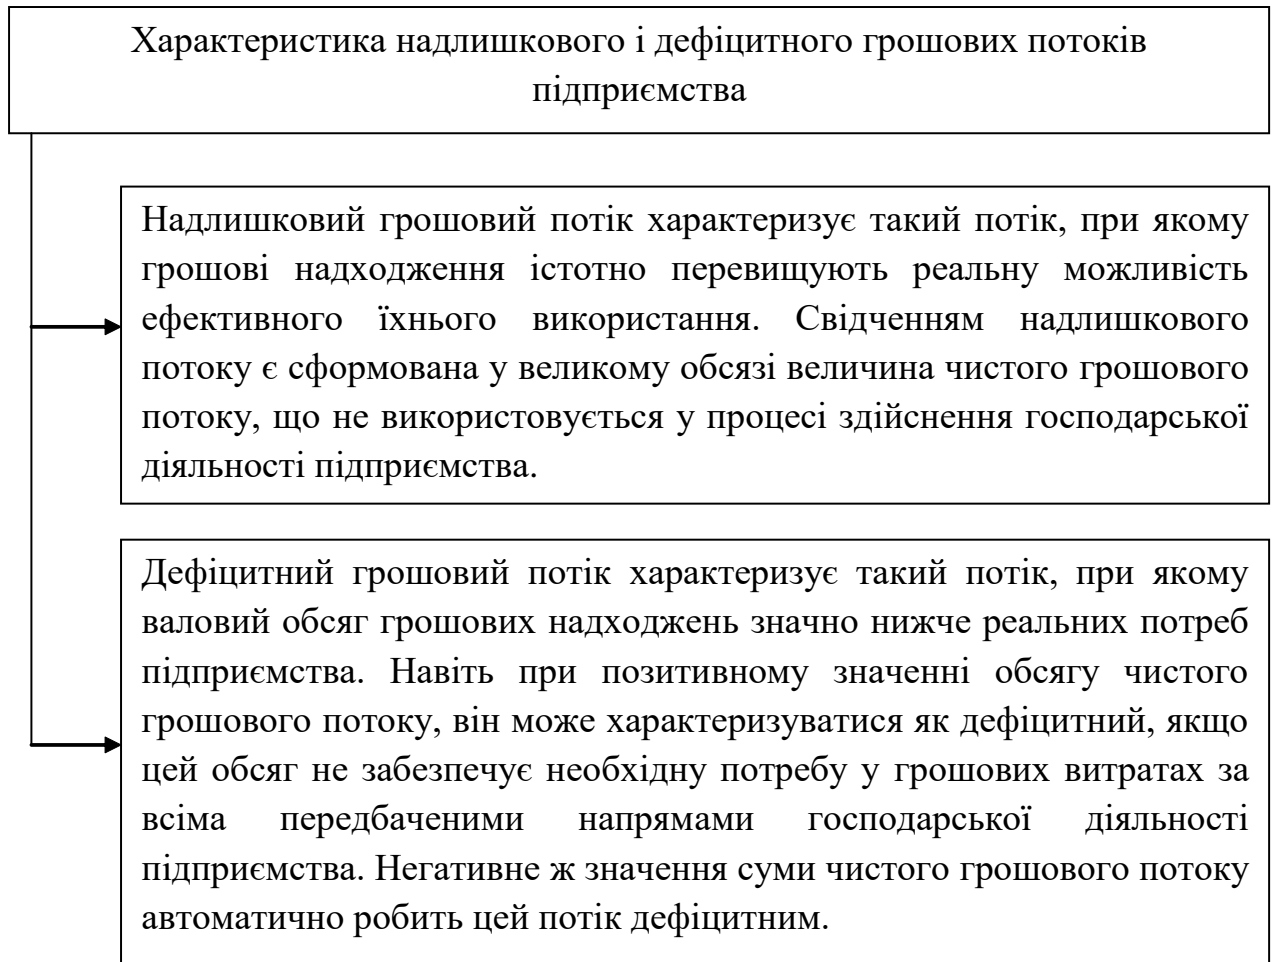 Характеристика надлишкового і дефіцитного грошових потоків
підприємства
Надлишковий грошовий потік характеризує такий потік, при якому
грошові надходження істотно перевищують реальну можливість
ефективного їхнього використання. Свідченням надлишкового
потоку є сформована у великому обсязі величина чистого грошового
потоку, що не використовується у процесі здійснення господарської
діяльності підприємства.
Дефіцитний грошовий потік характеризує такий потік, при якому
валовий обсяг грошових надходжень значно нижче реальних потреб
підприємства. Навіть при позитивному значенні обсягу чистого
грошового потоку, він може характеризуватися як дефіцитний, якщо
цей обсяг не забезпечує необхідну потребу у грошових витратах за
всіма передбаченими напрямами господарської діяльності
підприємства. Негативне ж значення суми чистого грошового потоку
автоматично робить цей потік дефіцитним.